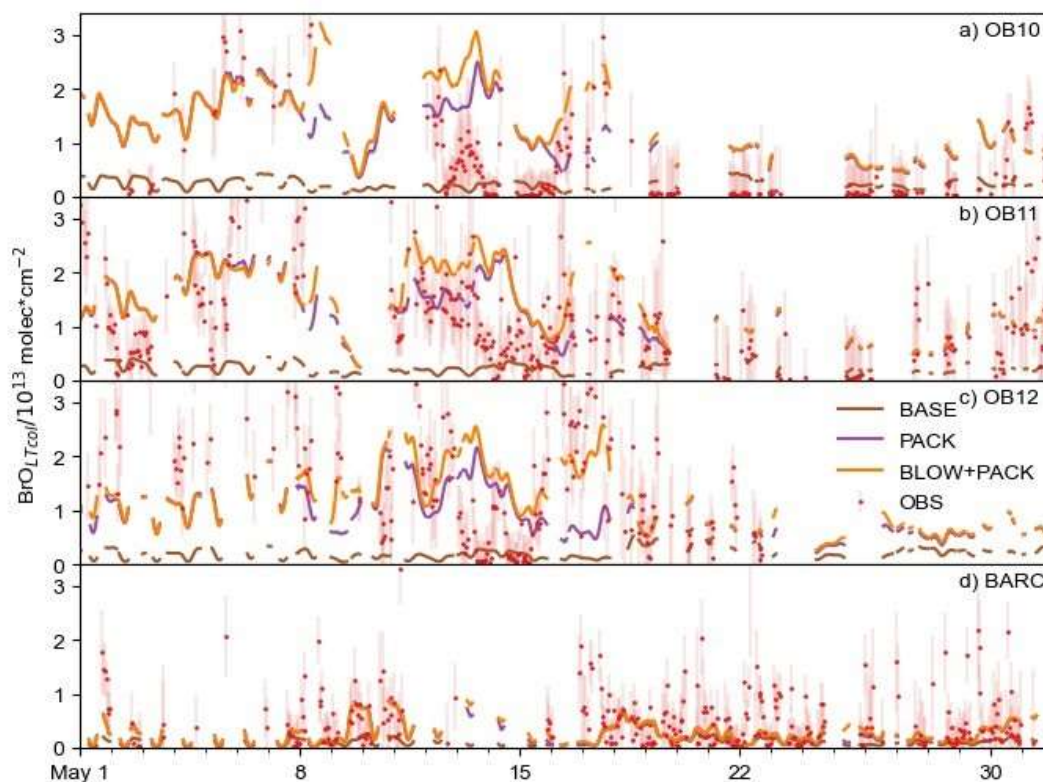 BrO_{LTcol}/10^{13} molec*cm^{-2}
a) OB10
3
2
1
0
b) OB11
3
2
1
0
c) OB12
3
2
1
0
BASE
PACK
BLOW+PACK
OBS
d) BARC
3
2
1
0
May 1
8
15
22
30